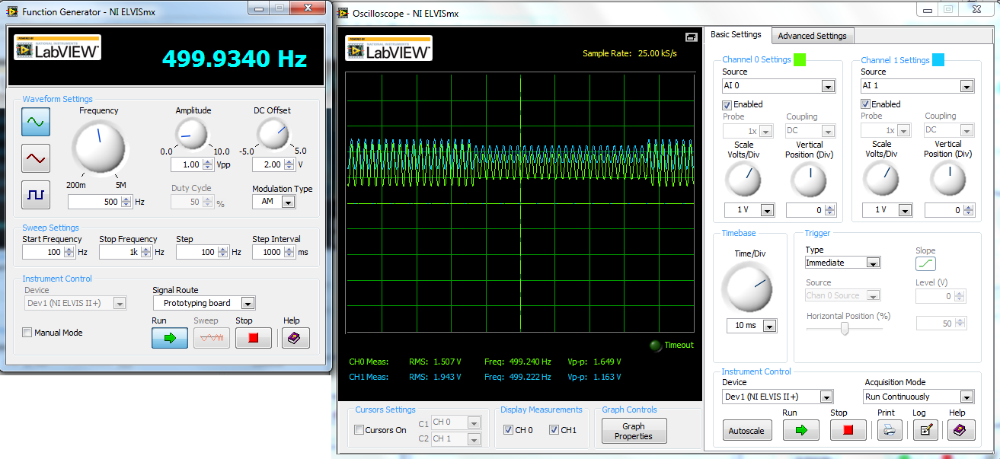 Function Generator - NI ELVISmx
POWERED BY
NATIONAL INSTRUMENTS
LabVIEW™
499.9340 Hz
Waveform Settings
Frequency
200m 5M
500 Hz
Amplitude
0.0 10.0
1.00 Vpp
DC Offset
-5.0 5.0
2.00 V
Duty Cycle
50 %
Modulation Type
AM
Sweep Settings
Start Frequency
100 Hz
Stop Frequency
1k Hz
Step
100 Hz
Step Interval
1000 ms
Instrument Control
Device
Dev1 (NI ELVIS II+)
Signal Route
Prototyping board
Manual Mode
Run Sweep Stop Help
Oscilloscope - NI ELVISmx
POWERED BY
NATIONAL INSTRUMENTS
LabVIEW™
Sample Rate: 25.00 kS/s
Timeout
CH0 Meas: RMS: 1.507 V Freq: 499.240 Hz Vp-p: 1.649 V
CH1 Meas: RMS: 1.943 V Freq: 499.222 Hz Vp-p: 1.163 V
Cursors Settings
Cursors On
C1 CH 0
C2 CH 1
Display Measurements
CH 0 CH1
Graph Controls
Graph
Properties
Basic Settings Advanced Settings
Channel 0 Settings
Source
AI 0
Enabled
Probe Coupling
1x DC
Scale
Volts/Div
Vertical
Position (Div)
1 V 0
Channel 1 Settings
Source
AI 1
Enabled
Probe Coupling
1x DC
Scale
Volts/Div
Vertical
Position (Div)
1 V 0
Timebase
Time/Div
10 ms
Trigger
Type
Immediate
Slope
Source
Chan 0 Source
Level (V)
0
Horizontal Position (%)
50
Instrument Control
Device
Dev1 (NI ELVIS II+)
Acquisition Mode
Run Continuously
Autoscale
Run Stop Print Log Help